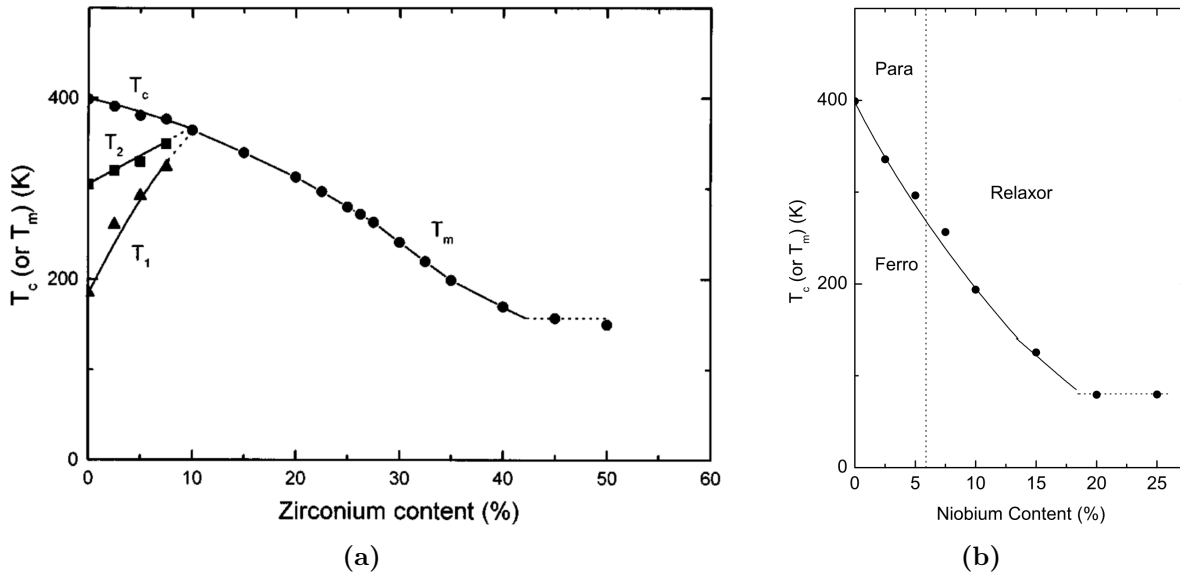 T_c (or T_m) (K)
400
200
0
T_c
T_2
T_1
T_m
0 10 20 30 40 50 60
Zirconium content (%)
(a)
T_c (or T_m) (K)
400
200
0
Para
Relaxor
Ferro
0 5 10 15 20 25
Niobium Content (%)
(b)